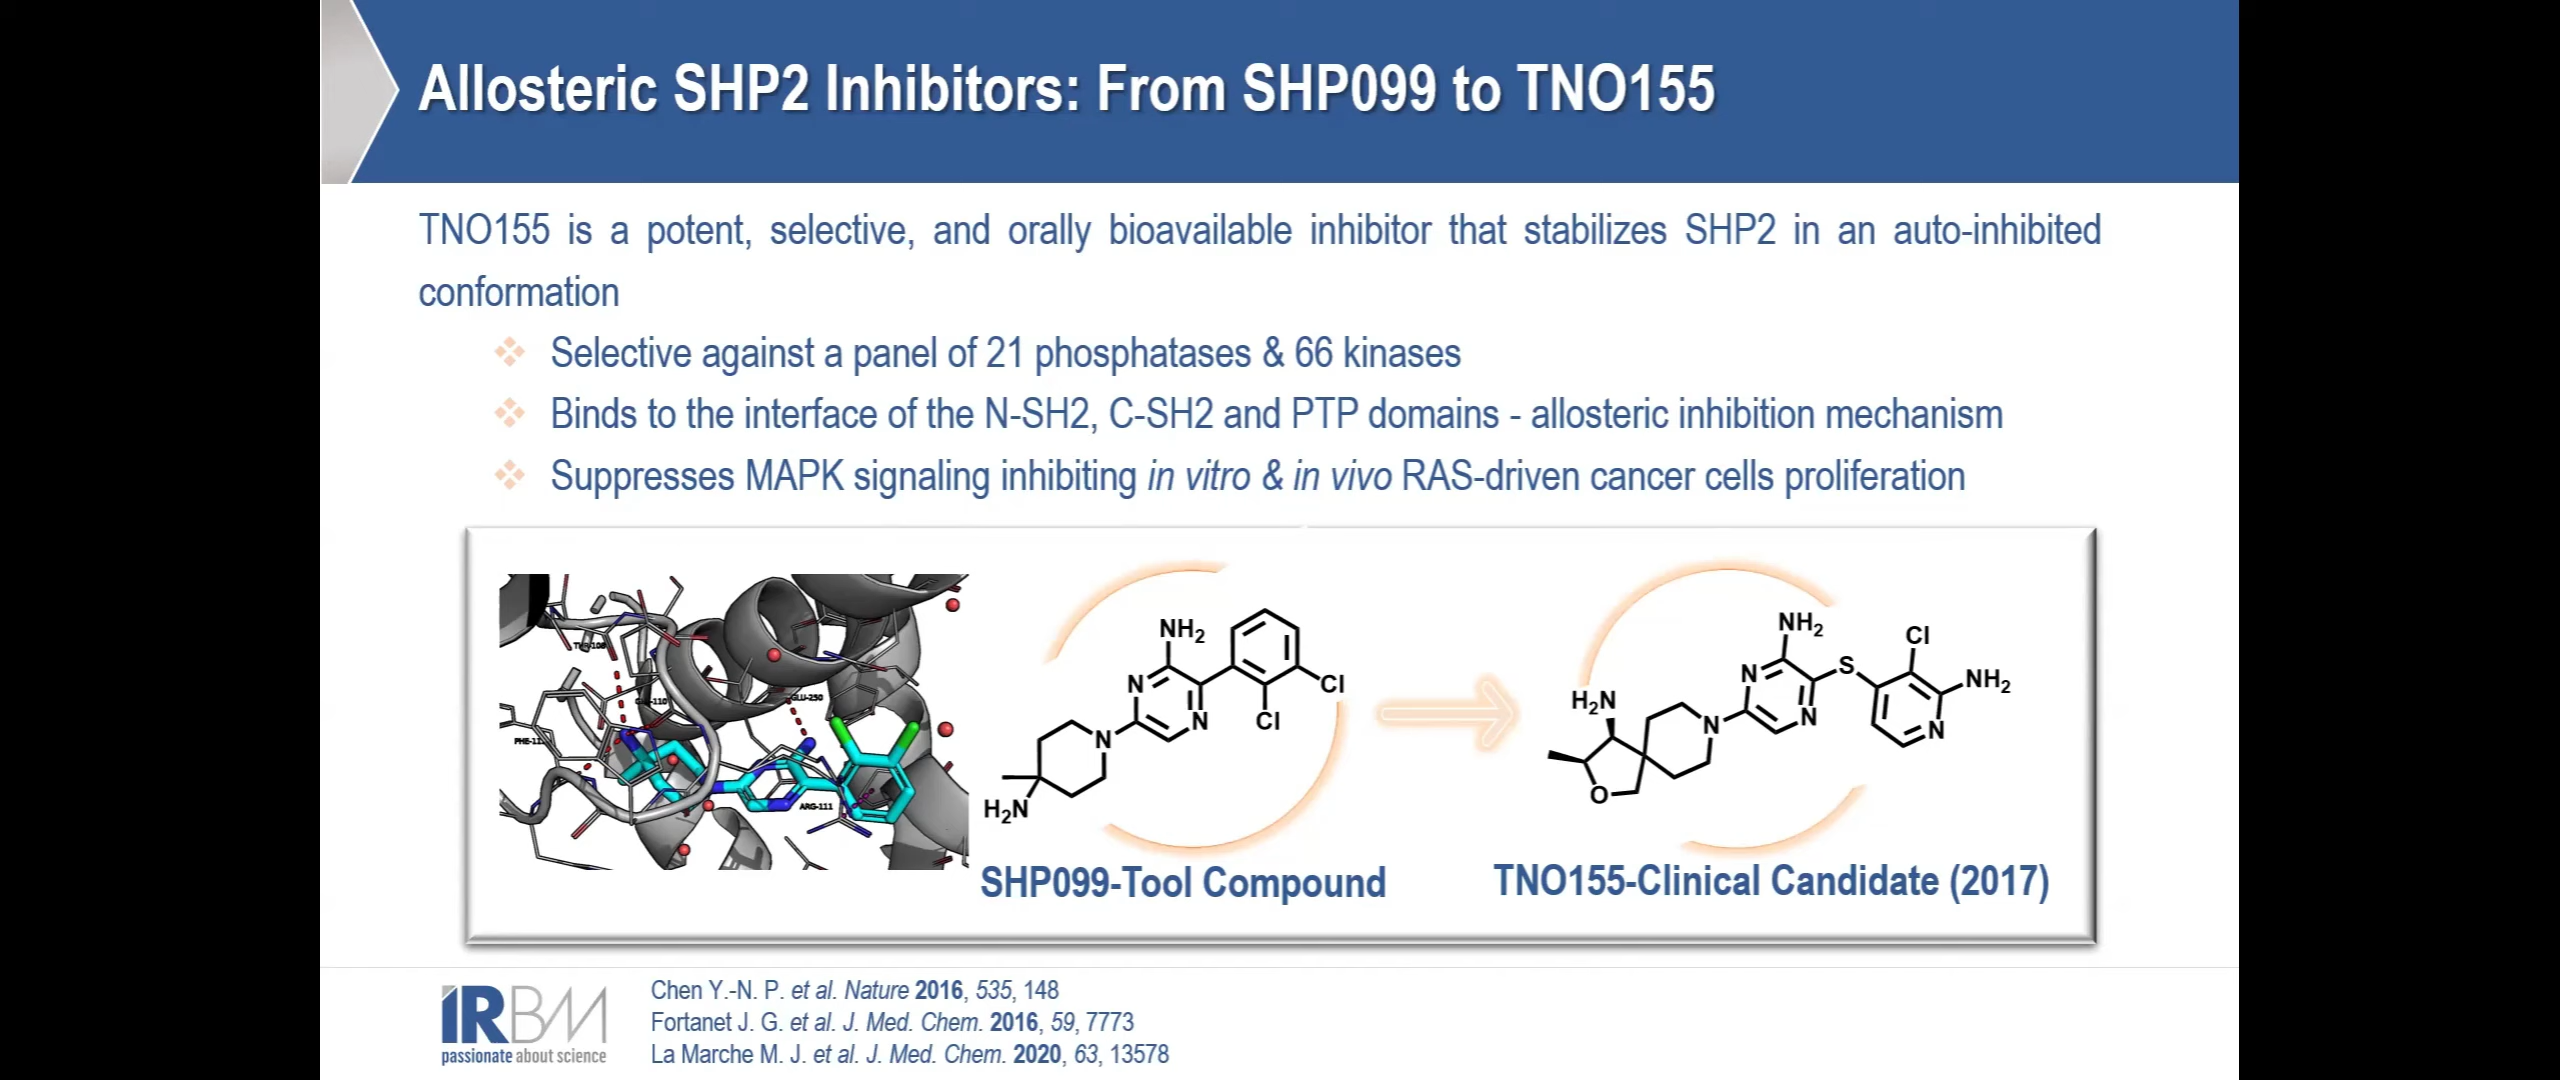 Allosteric SHP2 Inhibitors: From SHP099 to TNO155
TNO155 is a potent, selective, and orally bioavailable inhibitor that stabilizes SHP2 in an auto-inhibited
conformation
Selective against a panel of 21 phosphatases & 66 kinases
Binds to the interface of the N-SH2, C-SH2 and PTP domains - allosteric inhibition mechanism
Suppresses MAPK signaling inhibiting in vitro & in vivo RAS-driven cancer cells proliferation
GLU-250
ARG-111
NH2
N
N
N
Cl
Cl
H2N
SHP099-Tool Compound
NH2
N
N
N
S
Cl
NH2
N
H2N
O
TNO155-Clinical Candidate (2017)
IRBM
passionate about science
Chen Y.-N. P. et al. Nature 2016, 535, 148
Fortanet J. G. et al. J. Med. Chem. 2016, 59, 7773
La Marche M. J. et al. J. Med. Chem. 2020, 63, 13578